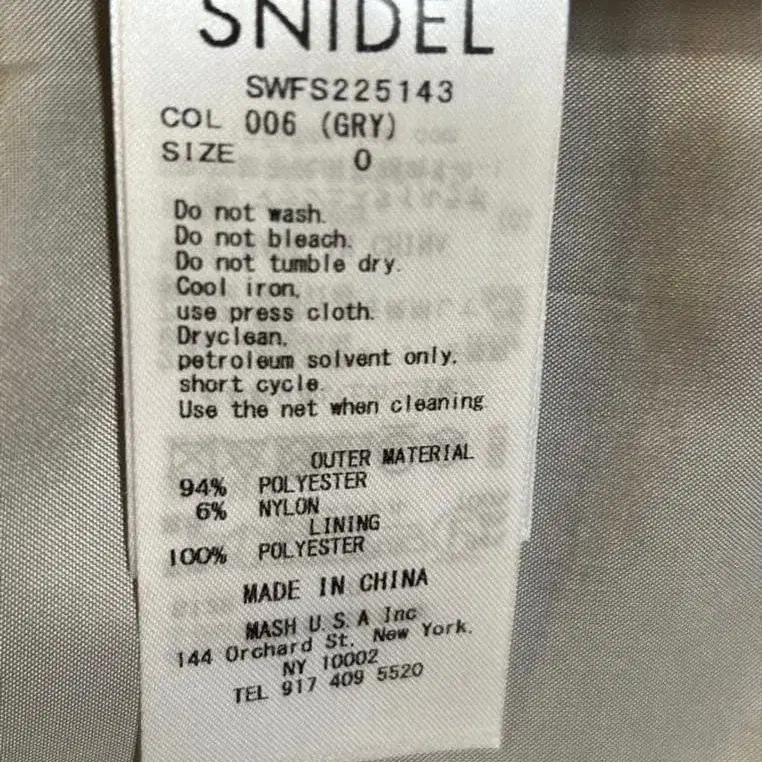 SNIDEL
SWFS225143
COL 006 (GRY)
SIZE 0
Do not wash.
Do not bleach.
Do not tumble dry.
Cool iron,
use press cloth.
Dryclean,
petroleum solvent only,
short cycle.
Use the net when cleaning
OUTER MATERIAL
94% POLYESTER
6% NYLON
LINING
100% POLYESTER
MADE IN CHINA
MASH U.S.A Inc
144 Orchard St, New York,
NY 10002
TEL 917 409 5520